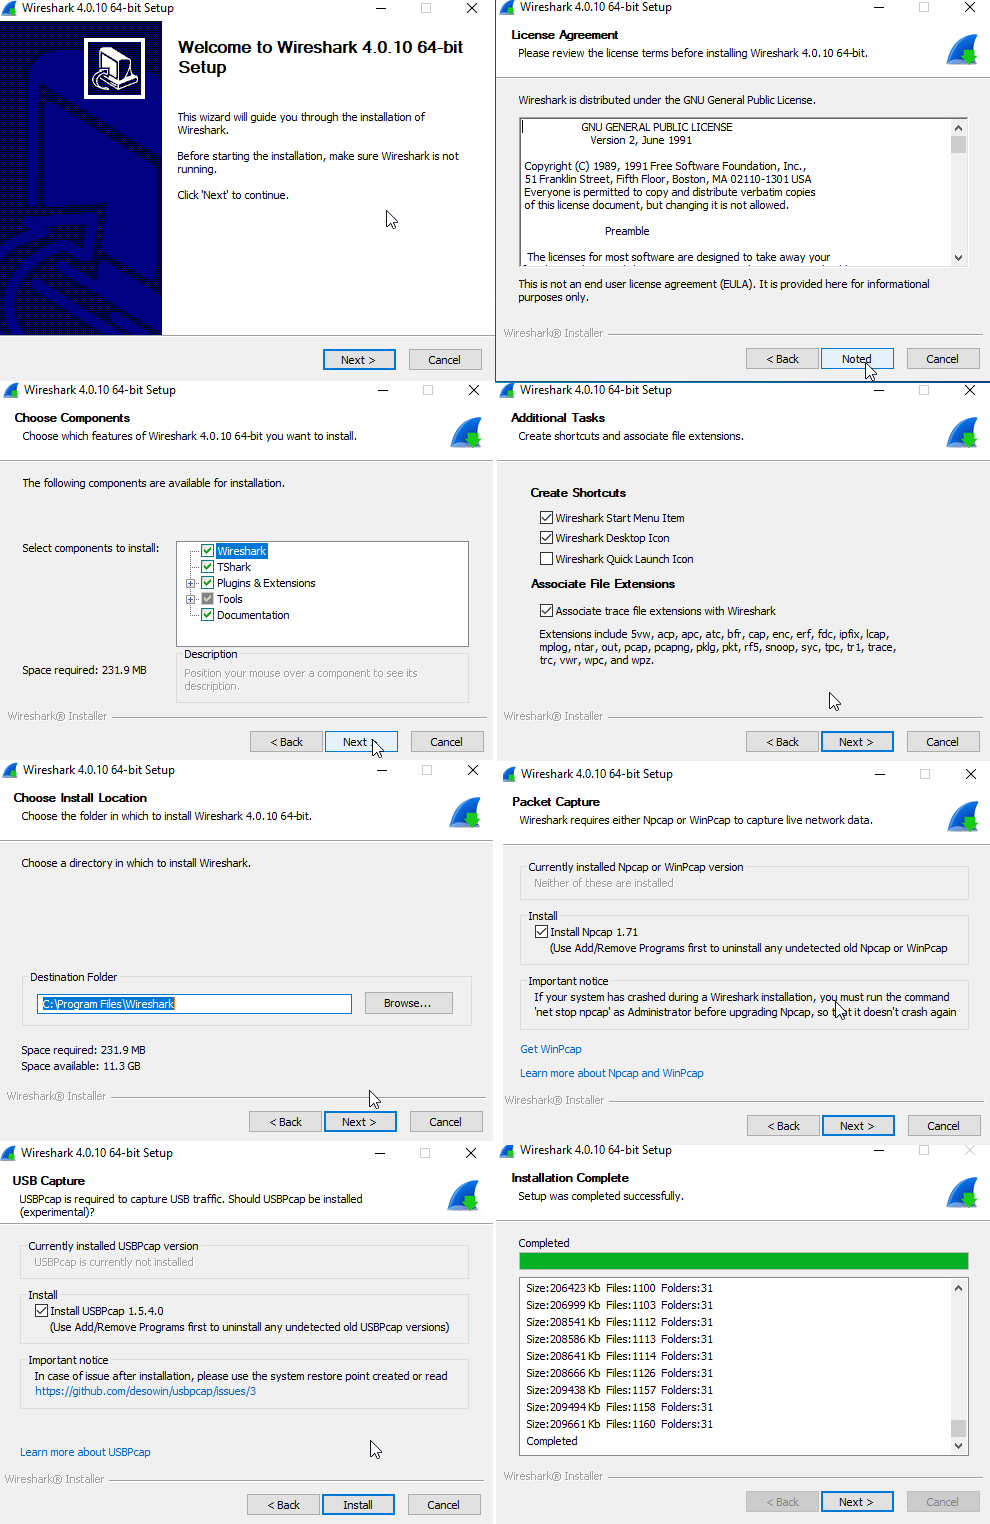 Wireshark 4.0.10 64-bit Setup
Welcome to Wireshark 4.0.10 64-bit
Setup
This wizard will guide you through the installation of
Wireshark.
Before starting the installation, make sure Wireshark is not
running.
Click 'Next' to continue.
Next >
Cancel
Wireshark 4.0.10 64-bit Setup
License Agreement
Please review the license terms before installing Wireshark 4.0.10 64-bit.
Wireshark is distributed under the GNU General Public License.
GNU GENERAL PUBLIC LICENSE
Version 2, June 1991
Copyright (C) 1989, 1991 Free Software Foundation, Inc.,
51 Franklin Street, Fifth Floor, Boston, MA 02110-1301 USA
Everyone is permitted to copy and distribute verbatim copies
of this license document, but changing it is not allowed.
Preamble
The licenses for most software are designed to take away your
This is not an end user license agreement (EULA). It is provided here for informational
purposes only.
Wireshark® Installer
< Back
Noted
Cancel
Wireshark 4.0.10 64-bit Setup
Choose Components
Choose which features of Wireshark 4.0.10 64-bit you want to install.
The following components are available for installation.
Select components to install:
Wireshark
TShark
Plugins & Extensions
Tools
Documentation
Space required: 231.9 MB
Description
Position your mouse over a component to see its
description.
Wireshark® Installer
< Back
Next >
Cancel
Wireshark 4.0.10 64-bit Setup
Additional Tasks
Create shortcuts and associate file extensions.
Create Shortcuts
Wireshark Start Menu Item
Wireshark Desktop Icon
Wireshark Quick Launch Icon
Associate File Extensions
Associate trace file extensions with Wireshark
Extensions include 5vw, acp, apc, atc, bfr, cap, enc, erf, fdc, ipfix, lcap,
mplog, ntar, out, pcap, pcapng, pklg, pkt, rf5, snoop, syc, tpc, tr1, trace,
trc, vwr, wpc, and wpz.
Wireshark® Installer
< Back
Next >
Cancel
Wireshark 4.0.10 64-bit Setup
Choose Install Location
Choose the folder in which to install Wireshark 4.0.10 64-bit.
Choose a directory in which to install Wireshark.
Destination Folder
C:\Program Files\Wireshark
Browse...
Space required: 231.9 MB
Space available: 11.3 GB
Wireshark® Installer
< Back
Next >
Cancel
Wireshark 4.0.10 64-bit Setup
Packet Capture
Wireshark requires either Npcap or WinPcap to capture live network data.
Currently installed Npcap or WinPcap version
Neither of these are installed
Install
Install Npcap 1.71
(Use Add/Remove Programs first to uninstall any undetected old Npcap or WinPcap
Important notice
If your system has crashed during a Wireshark installation, you must run the command
'net stop npcap' as Administrator before upgrading Npcap, so that it doesn't crash again
Get WinPcap
Learn more about Npcap and WinPcap
Wireshark® Installer
< Back
Next >
Cancel
Wireshark 4.0.10 64-bit Setup
USB Capture
USBPcap is required to capture USB traffic. Should USBPcap be installed
(experimental)?
Currently installed USBPcap version
USBPcap is currently not installed
Install
Install USBPcap 1.5.4.0
(Use Add/Remove Programs first to uninstall any undetected old USBPcap versions)
Important notice
In case of issue after installation, please use the system restore point created or read
https://github.com/desowin/usbpcap/issues/3
Learn more about USBPcap
Wireshark® Installer
< Back
Install
Cancel
Wireshark 4.0.10 64-bit Setup
Installation Complete
Setup was completed successfully.
Completed
Size:206423 Kb Files:1100 Folders:31
Size:206999 Kb Files:1103 Folders:31
Size:208541 Kb Files:1112 Folders:31
Size:208586 Kb Files:1113 Folders:31
Size:208641 Kb Files:1114 Folders:31
Size:208666 Kb Files:1126 Folders:31
Size:209438 Kb Files:1157 Folders:31
Size:209494 Kb Files:1158 Folders:31
Size:209661 Kb Files:1160 Folders:31
Completed
Wireshark® Installer
< Back
Next >
Cancel